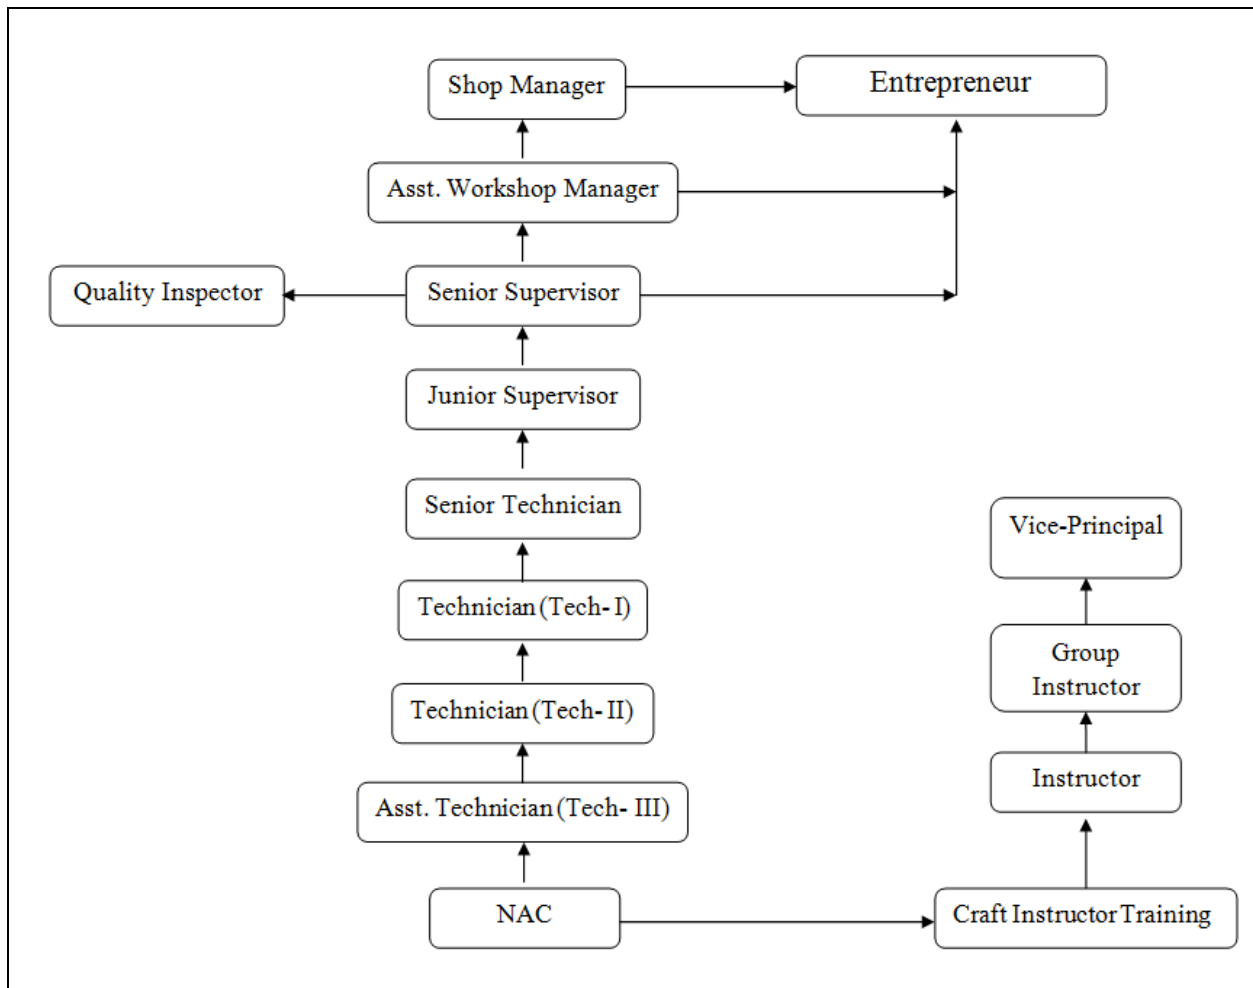 Shop Manager
Entrepreneur
Asst. Workshop Manager
Quality Inspector
Senior Supervisor
Junior Supervisor
Senior Technician
Vice-Principal
Technician (Tech- I)
Group
Instructor
Technician (Tech- II)
Instructor
Asst. Technician (Tech- III)
NAC
Craft Instructor Training